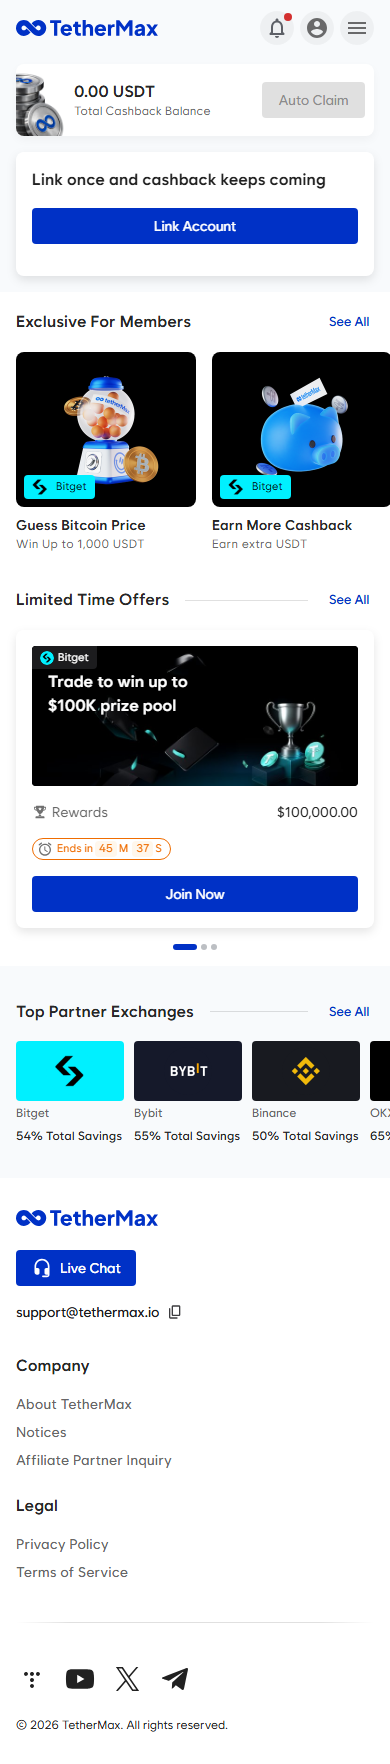 TetherMax
0.00 USDT
Total Cashback Balance
Auto Claim
Link once and cashback keeps coming
Link Account
Exclusive For Members
See All
TetherMax
Bitget
TetherMax
Bitget
Guess Bitcoin Price
Win Up to 1,000 USDT
Earn More Cashback
Earn extra USDT
Limited Time Offers
See All
Bitget
Trade to win up to
$100K prize pool
Rewards
$100,000.00
Ends in 45 M 37 S
Join Now
Top Partner Exchanges
See All
BYBIT
Bitget
54% Total Savings
Bybit
55% Total Savings
Binance
50% Total Savings
OKX
65%
TetherMax
Live Chat
support@tethermax.io
Company
About TetherMax
Notices
Affiliate Partner Inquiry
Legal
Privacy Policy
Terms of Service
© 2026 TetherMax. All rights reserved.